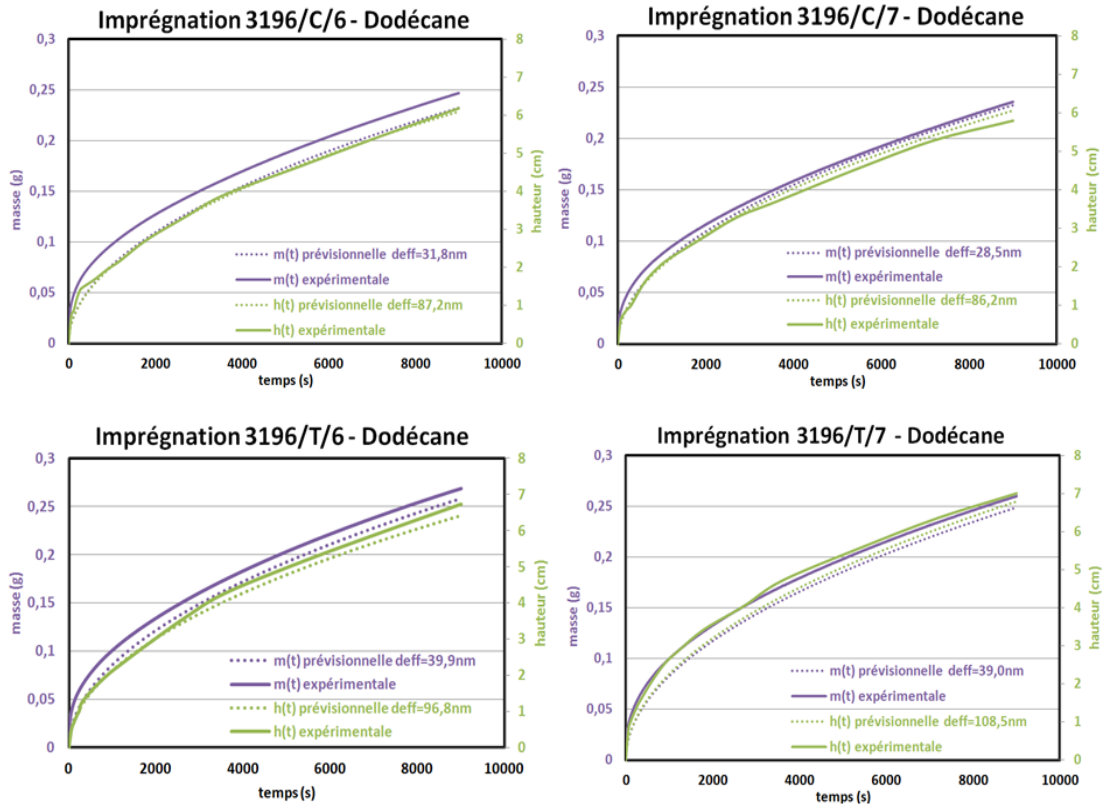 Imprégnation 3196/C/6 - Dodécane
masse (g)
0,3
0,25
0,2
0,15
0,1
0,05
0
8
7
6
5
4
3
2
1
0
hauteur (cm)
m(t) prévisionnelle deff=31,8nm
m(t) expérimentale
h(t) prévisionnelle deff=87,2nm
h(t) expérimentale
0 2000 4000 6000 8000 10000
temps (s)
Imprégnation 3196/C/7 - Dodécane
masse (g)
0,3
0,25
0,2
0,15
0,1
0,05
0
8
7
6
5
4
3
2
1
0
hauteur (cm)
m(t) prévisionnelle deff=28,5nm
m(t) expérimentale
h(t) prévisionnelle deff=86,2nm
h(t) expérimentale
0 2000 4000 6000 8000 10000
temps (s)
Imprégnation 3196/T/6 - Dodécane
masse (g)
0,3
0,25
0,2
0,15
0,1
0,05
0
8
7
6
5
4
3
2
1
0
hauteur (cm)
m(t) prévisionnelle deff=39,9nm
m(t) expérimentale
h(t) prévisionnelle deff=96,8nm
h(t) expérimentale
0 2000 4000 6000 8000 10000
temps (s)
Imprégnation 3196/T/7 - Dodécane
masse (g)
0,3
0,25
0,2
0,15
0,1
0,05
0
8
7
6
5
4
3
2
1
0
hauteur (cm)
m(t) prévisionnelle deff=39,0nm
m(t) expérimentale
h(t) prévisionnelle deff=108,5nm
h(t) expérimentale
0 2000 4000 6000 8000 10000
temps (s)